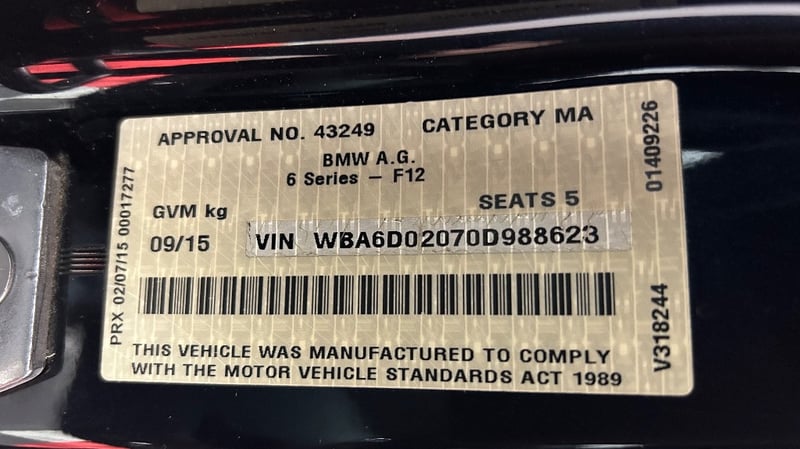 APPROVAL NO. 43249 CATEGORY MA
BMW A.G.
6 Series – F12
GVM kg SEATS 5
09/15 VIN WBA6D02070D988623
THIS VEHICLE WAS MANUFACTURED TO COMPLY
WITH THE MOTOR VEHICLE STANDARDS ACT 1989
PRX 02/07/15 00017277
01409226
V318244